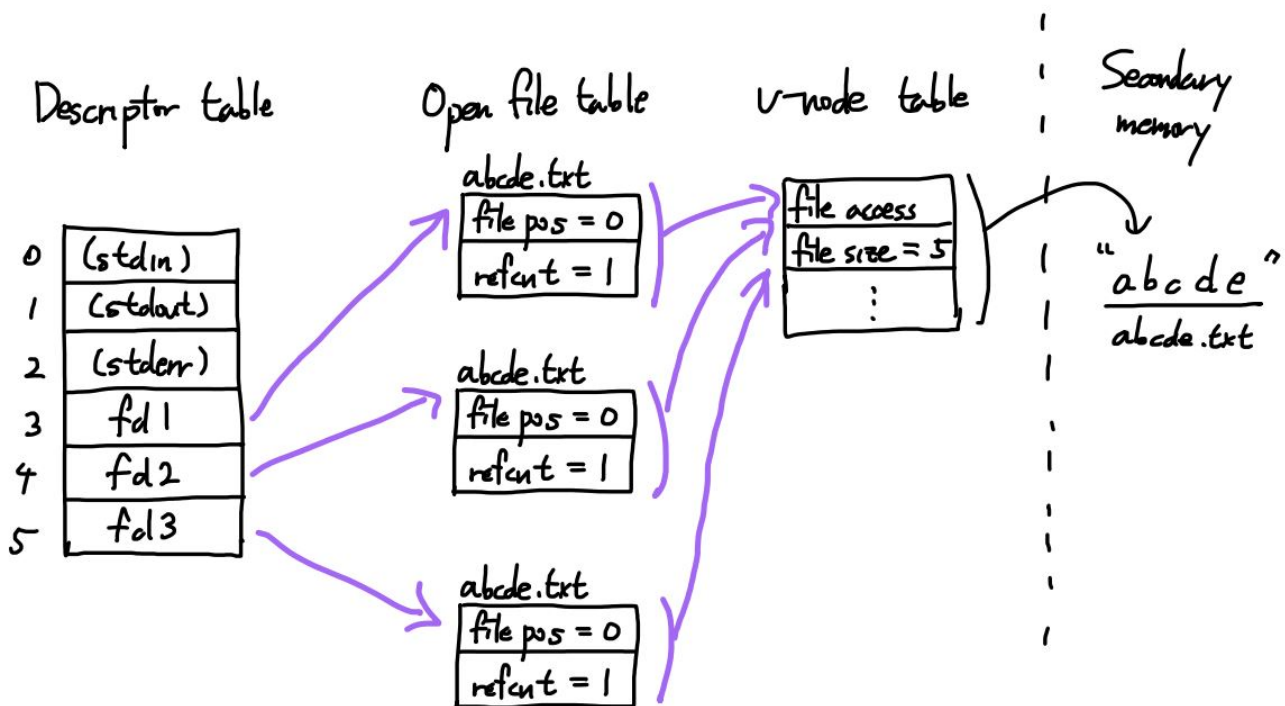 Descriptor table
Open file table
v-node table
Secondary
memory
0 (stdin)
1 (stdout)
2 (stderr)
3 fd1
4 fd2
5 fd3
abcde.txt
file pos = 0
refcnt = 1
abcde.txt
file pos = 0
refcnt = 1
abcde.txt
file pos = 0
refcnt = 1
file access
file size = 5
⋮
"abcde"
abcde.txt